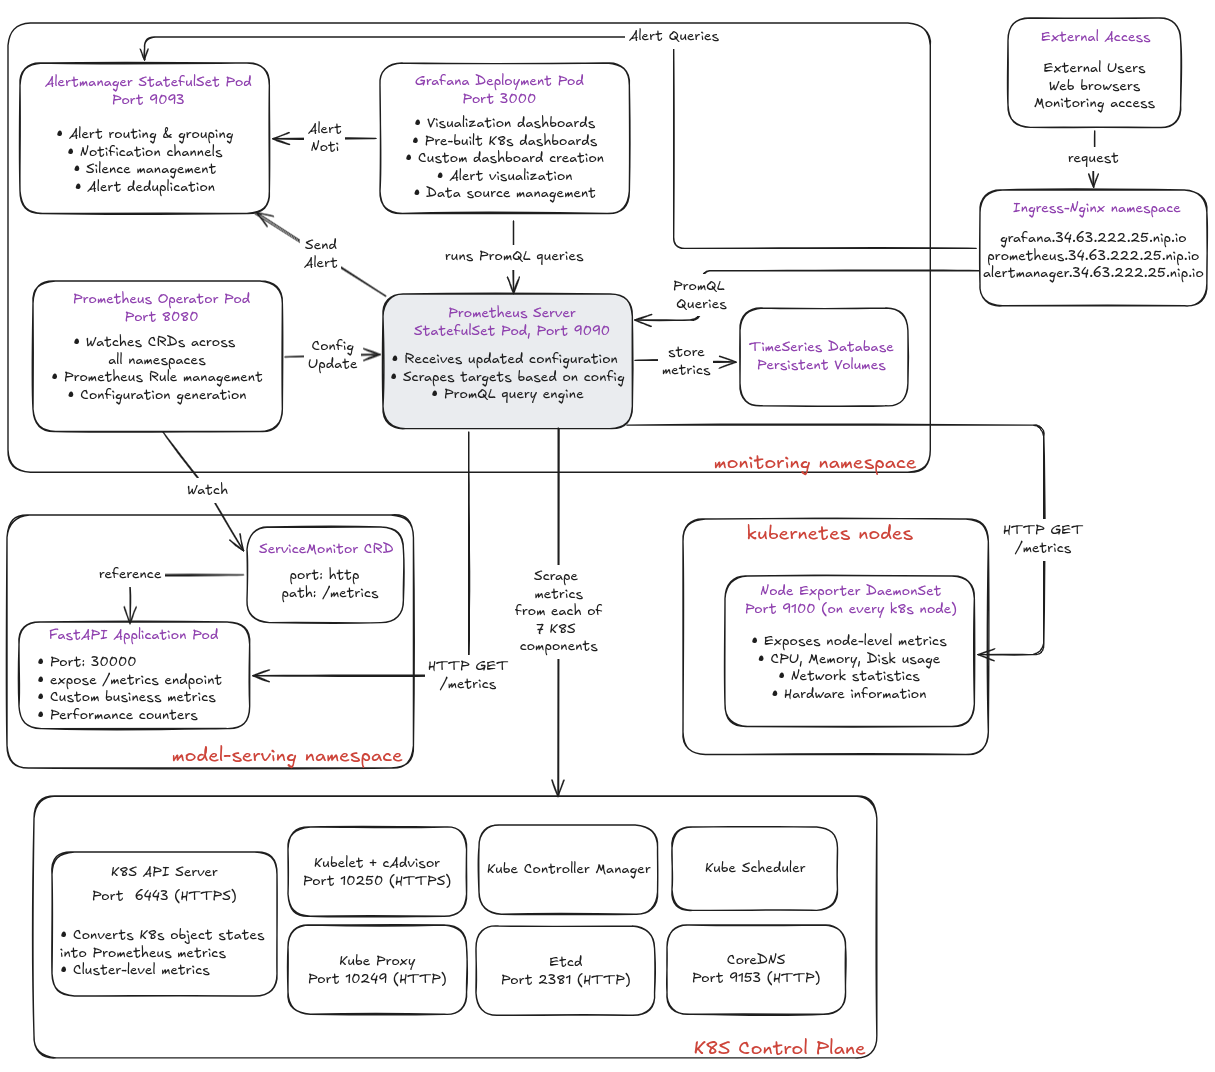 Alert Queries
External Access
External Users
Web browsers
Monitoring access
request
Alertmanager StatefulSet Pod
Port 9093
• Alert routing & grouping
• Notification channels
• Silence management
• Alert deduplication
Alert
Noti
Grafana Deployment Pod
Port 3000
• Visualization dashboards
• Pre-built K8s dashboards
• Custom dashboard creation
• Alert visualization
• Data source management
Ingress-Nginx namespace
grafana.34.63.222.25.nip.io
prometheus.34.63.222.25.nip.io
alertmanager.34.63.222.25.nip.io
Send
Alert
runs PromQL queries
PromQL
Queries
Prometheus Operator Pod
Port 8080
• Watches CRDs across
all namespaces
• Prometheus Rule management
• Configuration generation
Config
Update
Prometheus Server
StatefulSet Pod, Port 9090
• Receives updated configuration
• Scrapes targets based on config
• PromQL query engine
store
metrics
TimeSeries Database
Persistent Volumes
monitoring namespace
Watch
ServiceMonitor CRD
port: http
path: /metrics
reference
FastAPI Application Pod
• Port: 30000
• expose /metrics endpoint
• Custom business metrics
• Performance counters
model-serving namespace
HTTP GET
/metrics
Scrape
metrics
from each of
7 K8S
components
kubernetes nodes
Node Exporter DaemonSet
Port 9100 (on every k8s node)
• Exposes node-level metrics
• CPU, Memory, Disk usage
• Network statistics
• Hardware information
HTTP GET
/metrics
K8S API Server
Port 6443 (HTTPS)
• Converts K8s object states
into Prometheus metrics
• Cluster-level metrics
Kubelet + cAdvisor
Port 10250 (HTTPS)
Kube Controller Manager
Kube Scheduler
Kube Proxy
Port 10249 (HTTP)
Etcd
Port 2381 (HTTP)
CoreDNS
Port 9153 (HTTP)
K8S Control Plane